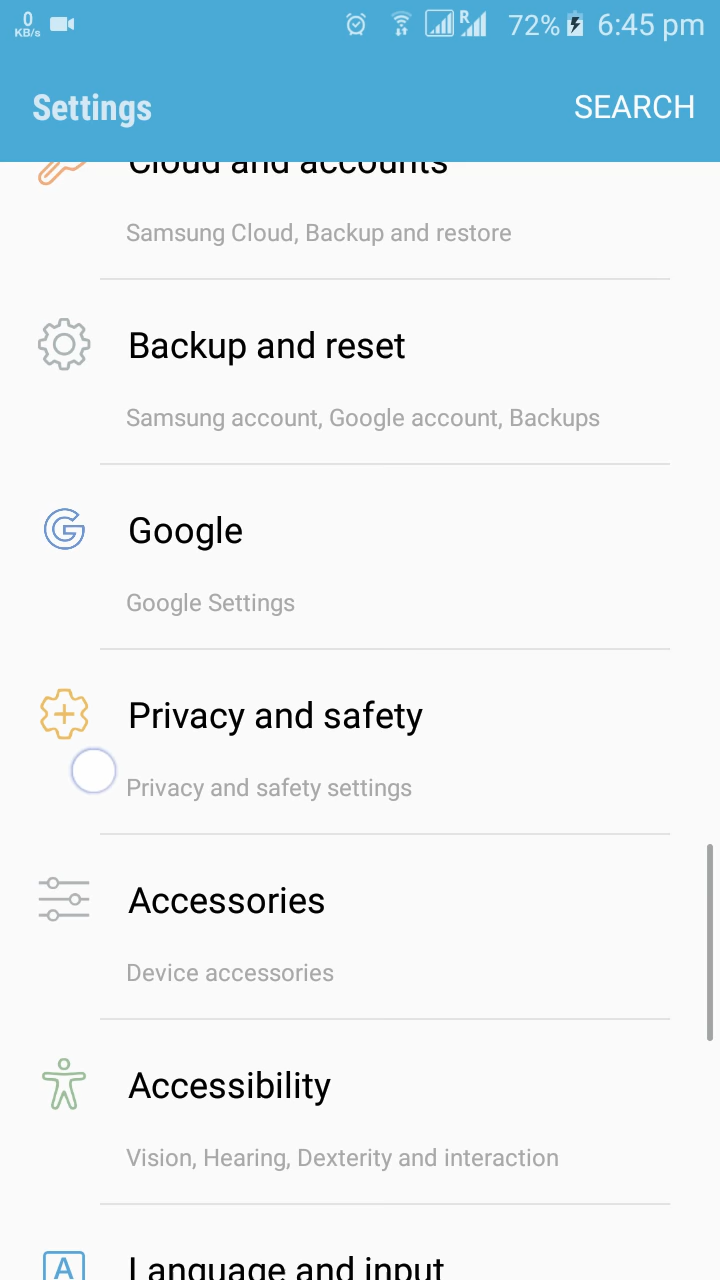 0
KB/s
R
72%
6:45 pm
Settings
SEARCH
Cloud and accounts
Samsung Cloud, Backup and restore
Backup and reset
Samsung account, Google account, Backups
Google
Google Settings
Privacy and safety
Privacy and safety settings
Accessories
Device accessories
Accessibility
Vision, Hearing, Dexterity and interaction
A
Language and input